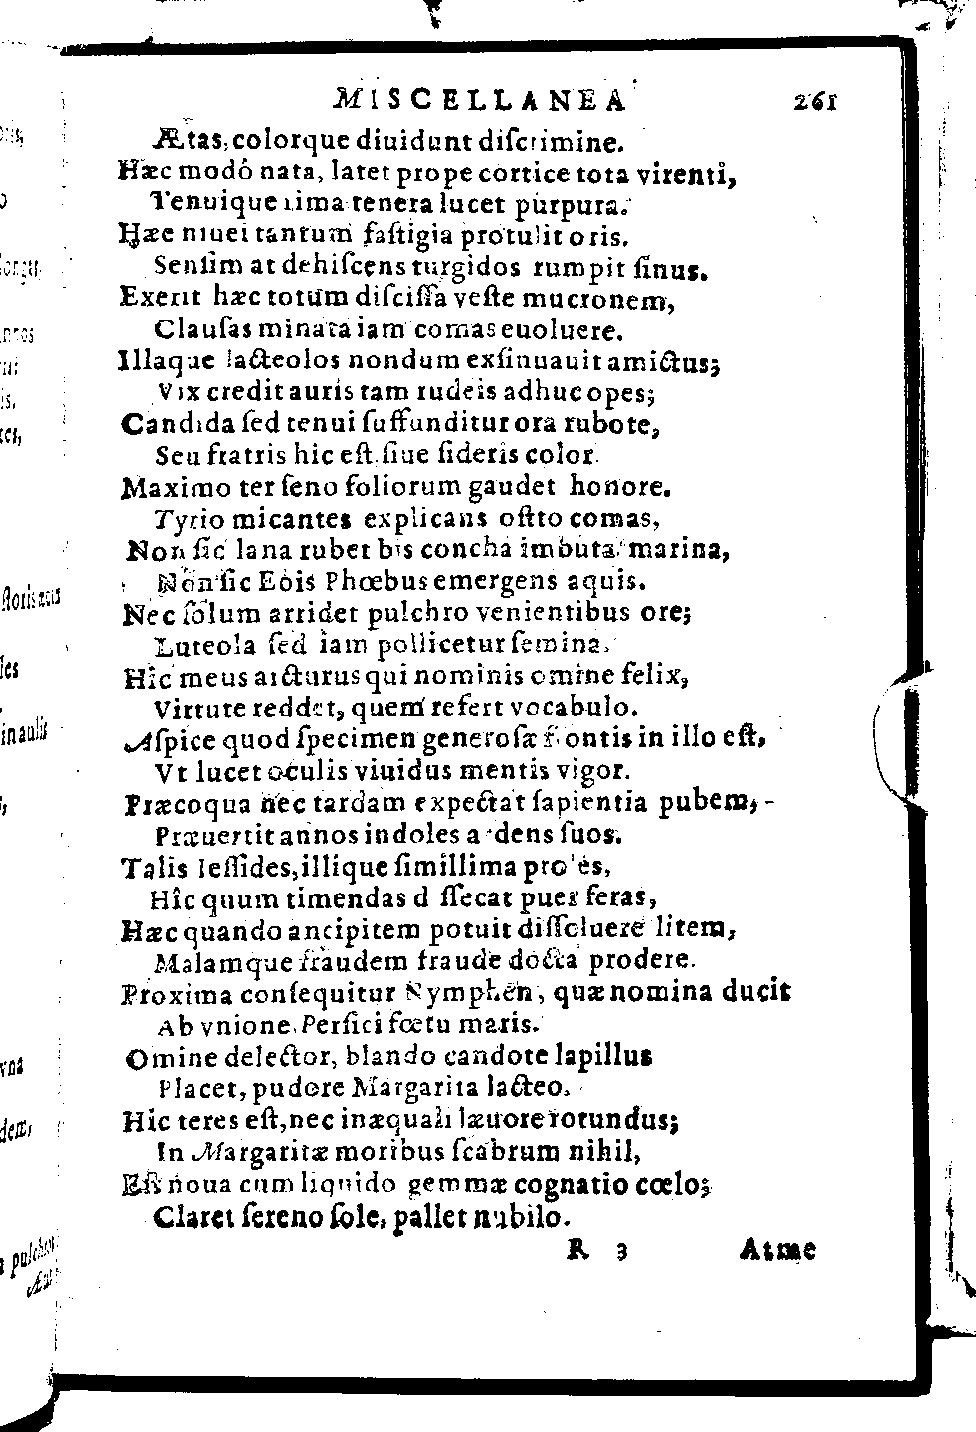 MISCELLANEA 261
Ætas, colorque diuidunt diſcrimine.
Hæc modó nata, latet prope cortice tota virenti,
Tenuique rima tenera lucet purpura.
Hæc niuei tantum faſtigia protulit oris.
Senſim at dehiſcens turgidos rumpit ſinus.
Exerit hæc totum diſciſſa veſte mucronem,
Clauſas minata iam comas euoluere.
Illaque lacteolos nondum exſinuauit amictus;
Vix credit auris tam rudeis adhuc opes;
Candida ſed tenui ſuffunditur ora rubore,
Seu fratris hic eſt, ſiue ſideris color.
Maximo ter ſeno foliorum gaudet honore.
Tyrio micantes explicans oſtro comas,
Non ſic lana rubet bis concha imbuta marina,
Non ſic Eois Phœbus emergens aquis.
Nec ſolum arridet pulchro venientibus ore;
Luteola ſed iam pollicetur ſemina.
Hîc meus arcturus qui nominis omine felix,
Virtute reddet, quem refert vocabulo.
Aſpice quod ſpecimen generoſæ frontis in illo eſt,
Vt lucet oculis viuidus mentis vigor.
Præcoqua nec tardam expectat ſapientia pubem, -
Præuertit annos indoles ardens ſuos.
Talis Ieſſides, illique ſimillima proles,
Hîc quum timendas diſſecat puer feras,
Hæc quando ancipitem potuit diſſoluere litem,
Malamque fraudem fraude docta prodere.
Proxima conſequitur Nymphen, quæ nomina ducit
Ab vnione, Perſici fœtu maris.
Omine delector, blando candore lapillus
Placet, pudore Margarita lacteo.
Hic teres eſt, nec inæquali læuore rotundus;
In Margaritæ moribus ſcabrum nihil,
Eſt noua cum liquido gemmæ cognatio cœlo;
Claret ſereno ſole, pallet nubilo.
R 3 Atme